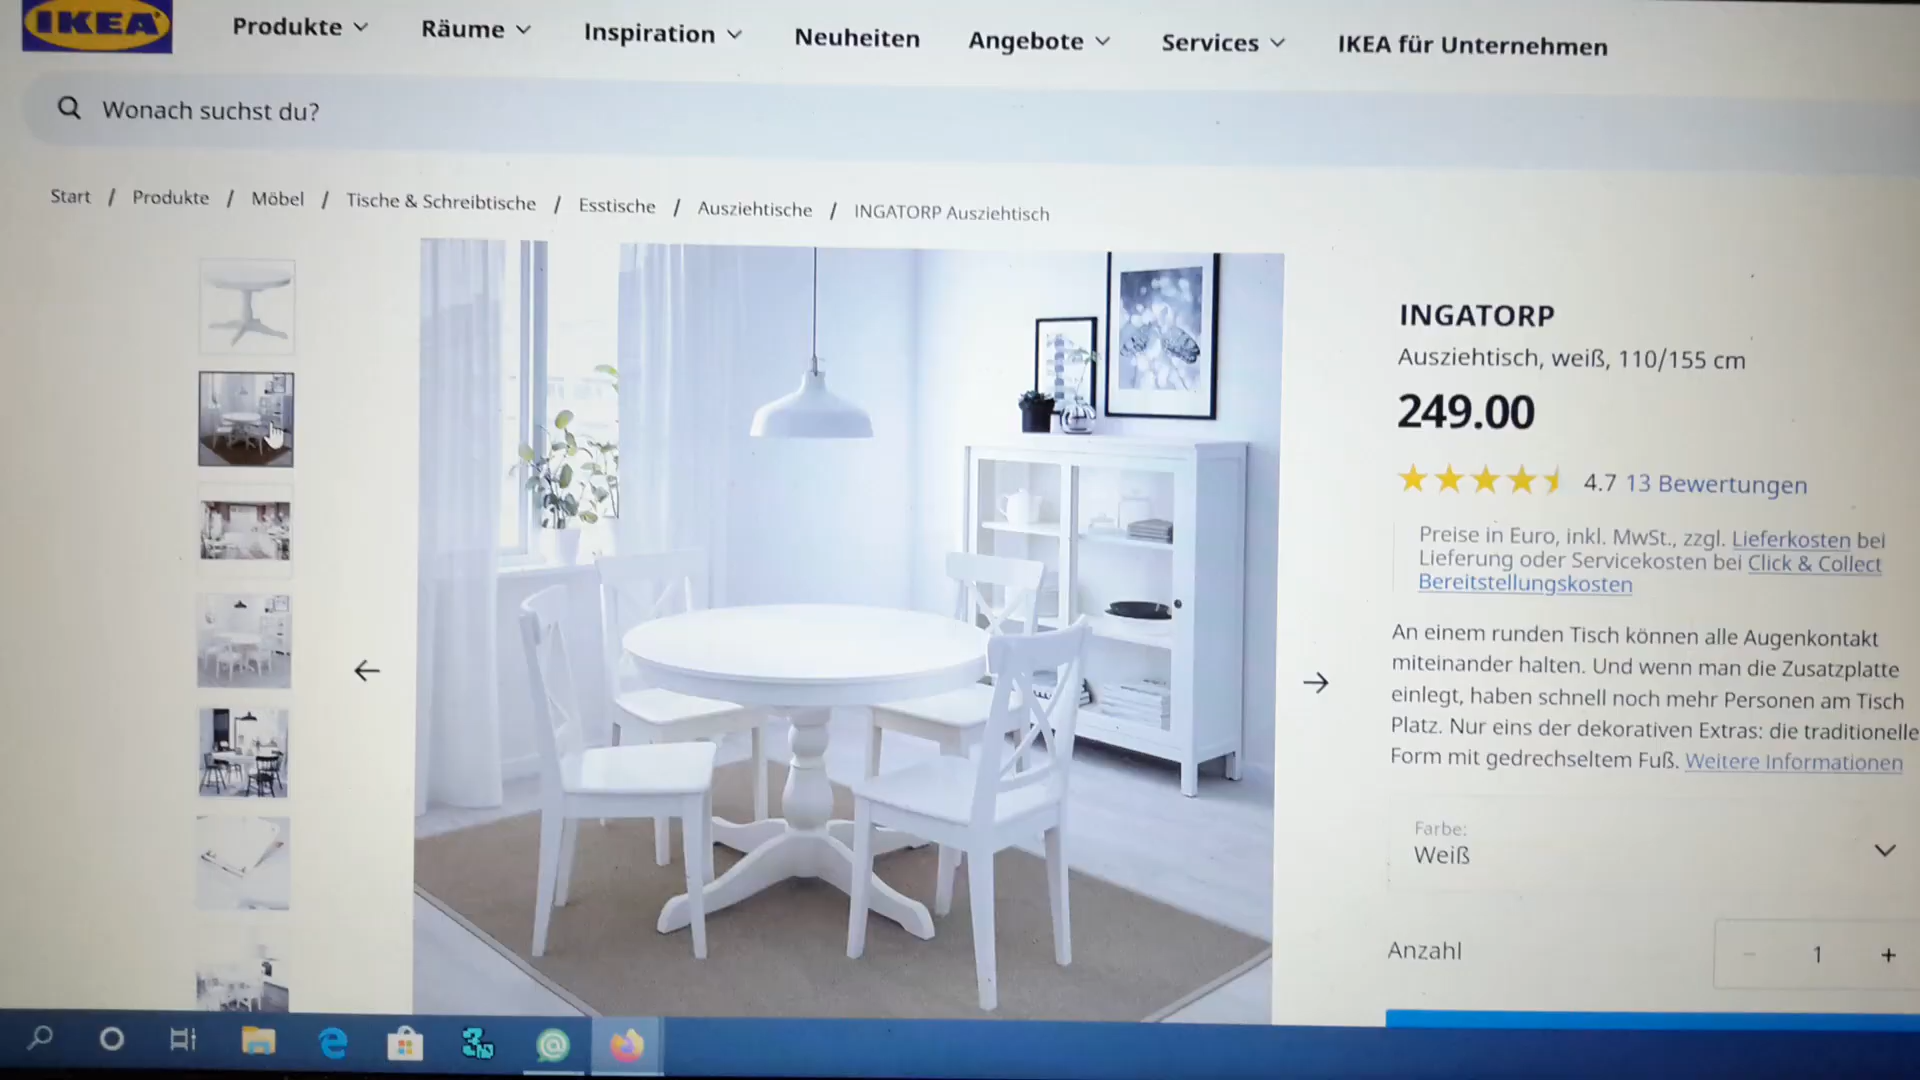 IKEA
Produkte Räume Inspiration Neuheiten Angebote Services IKEA für Unternehmen
Wonach suchst du?
Start / Produkte / Möbel / Tische & Schreibtische / Esstische / Ausziehtische / INGATORP Ausziehtisch
INGATORP
Ausziehtisch, weiß, 110/155 cm
249.00
4.7 13 Bewertungen
Preise in Euro, inkl. MwSt., zzgl. Lieferkosten bei
Lieferung oder Servicekosten bei Click & Collect
Bereitstellungskosten
An einem runden Tisch können alle Augenkontakt
miteinander halten. Und wenn man die Zusatzplatte
einlegt, haben schnell noch mehr Personen am Tisch
Platz. Nur eins der dekorativen Extras: die traditionelle
Form mit gedrechseltem Fuß. Weitere Informationen
Farbe:
Weiß
Anzahl
− 1 +